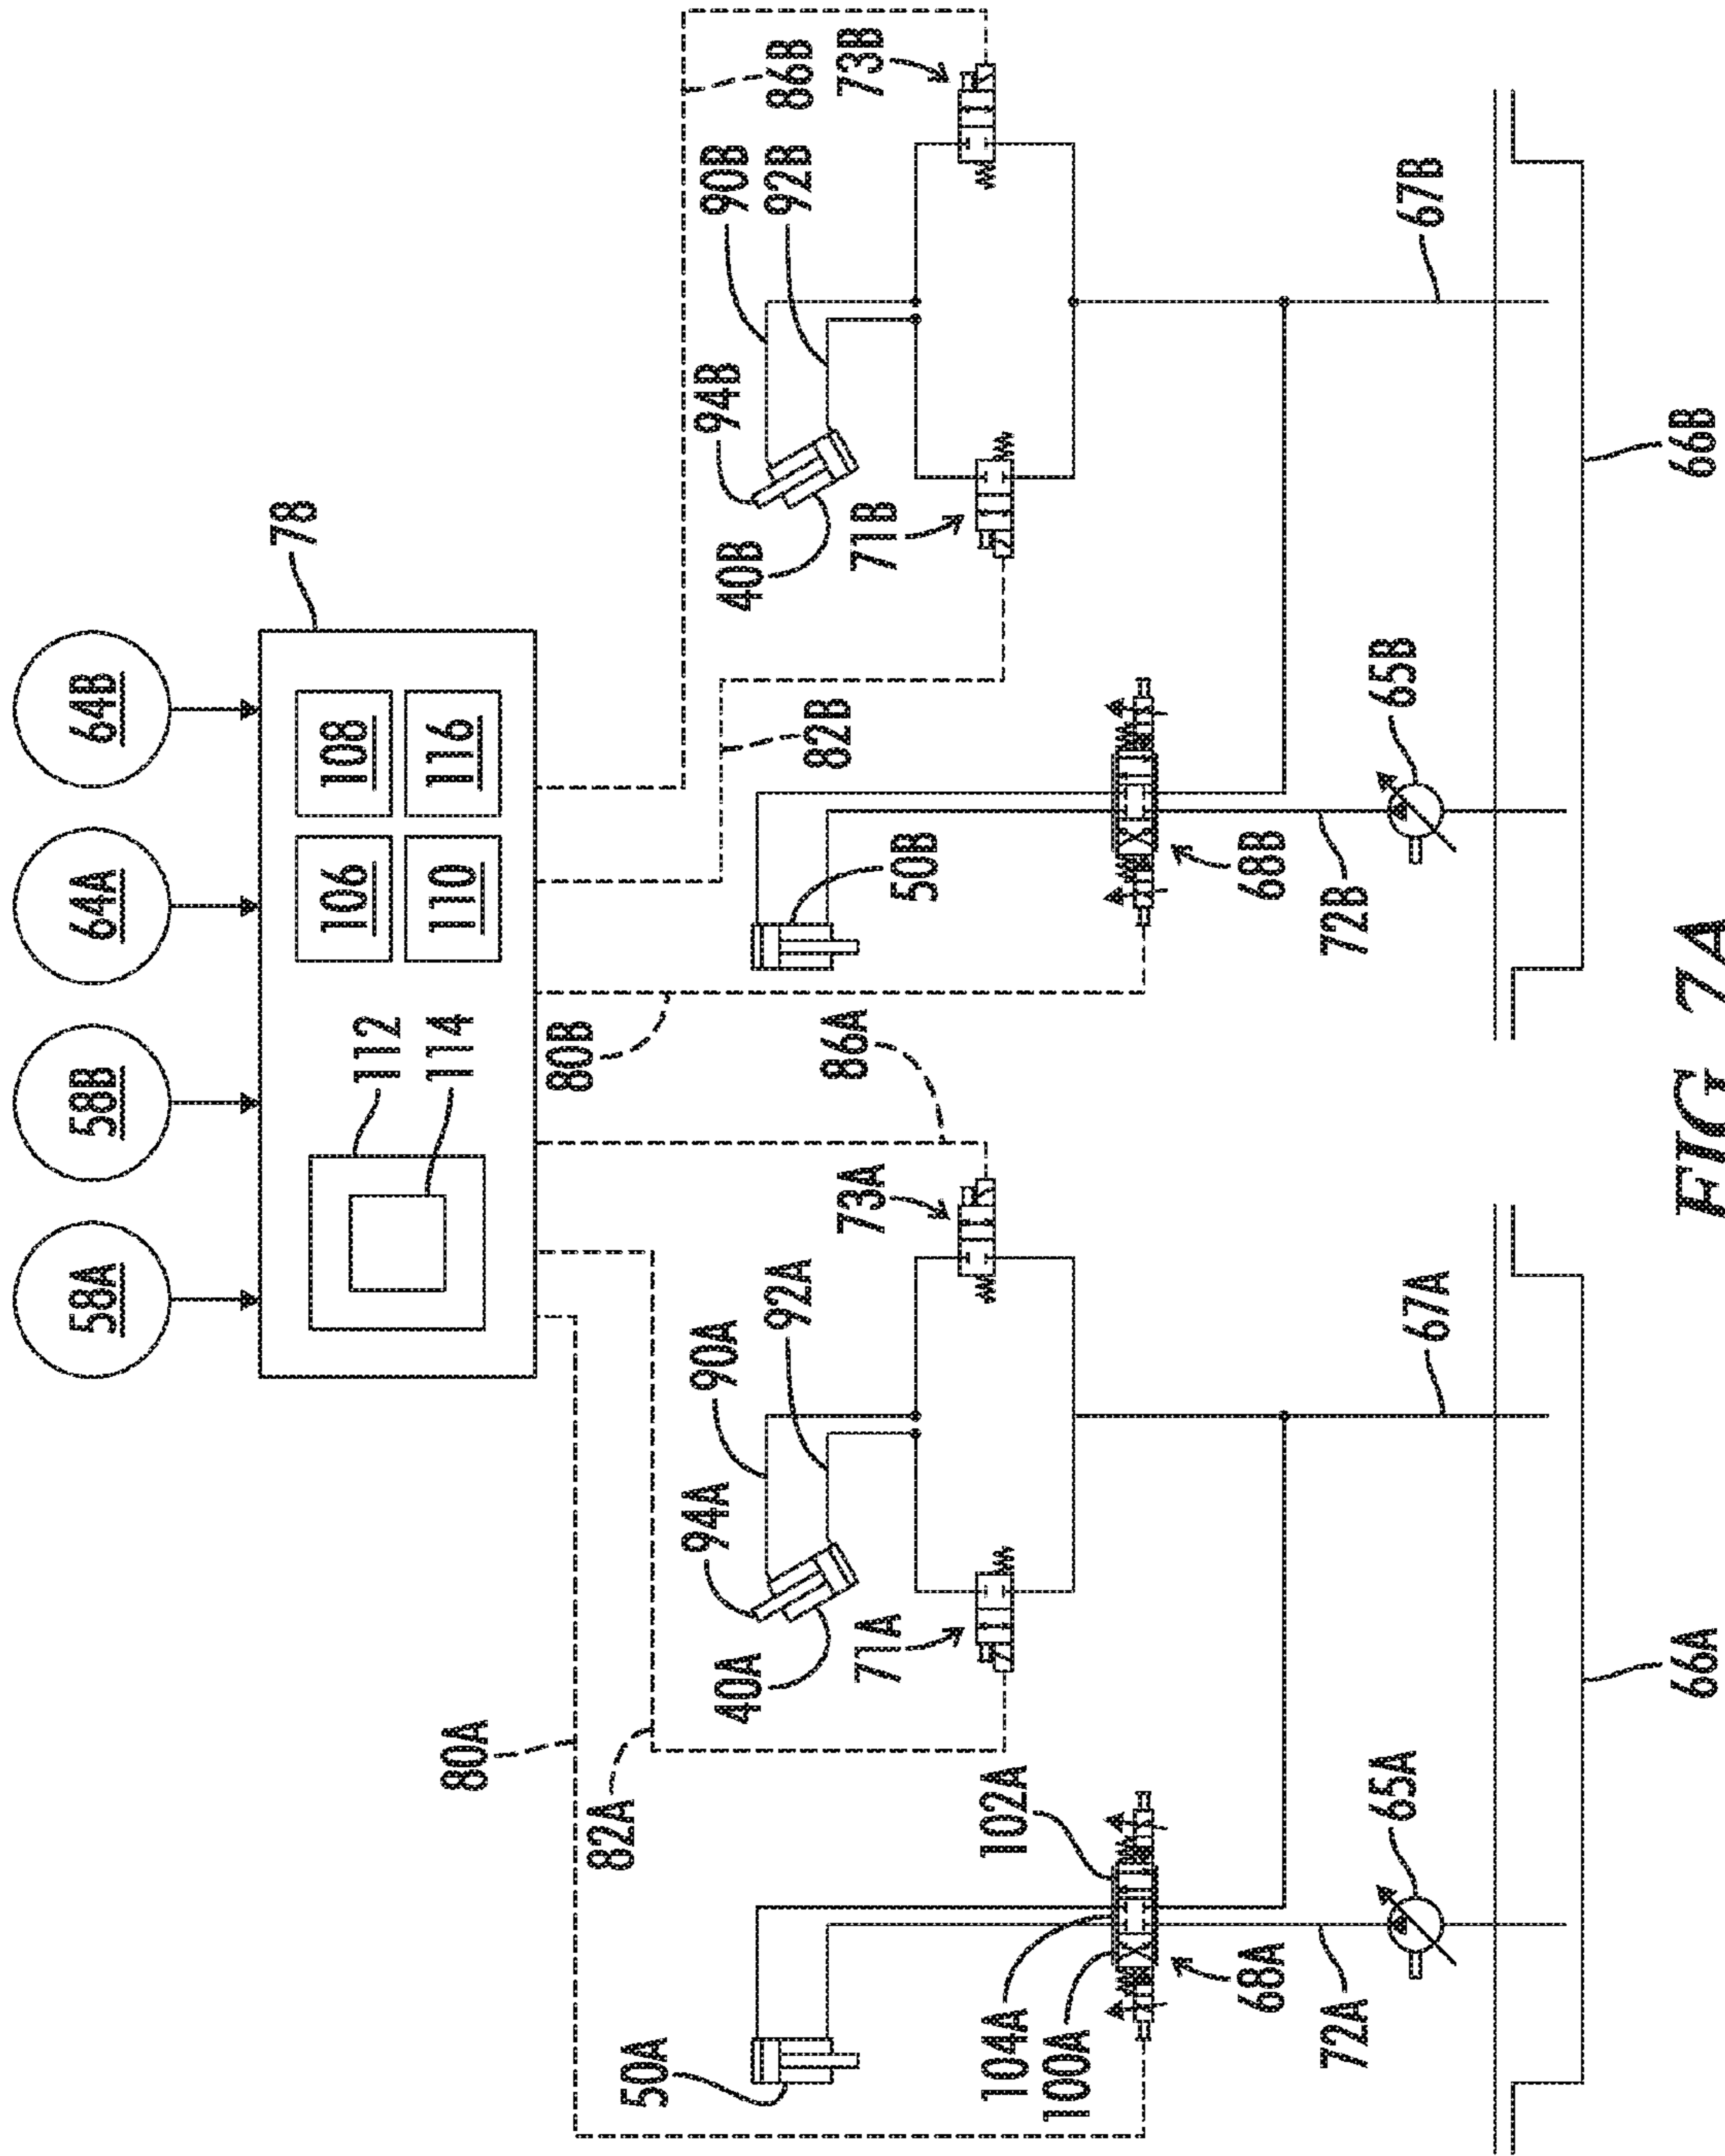 58A
58B
64A
64B
78
112
114
106
108
110
116
80A
82A
86A
80B
82B
86B
94A
90A
92A
40A
71A
73A
94B
90B
92B
40B
71B
73B
50A
104A
100A
102A
68A
72A
65A
67A
66A
50B
68B
72B
65B
67B
66B
FIG. 7A